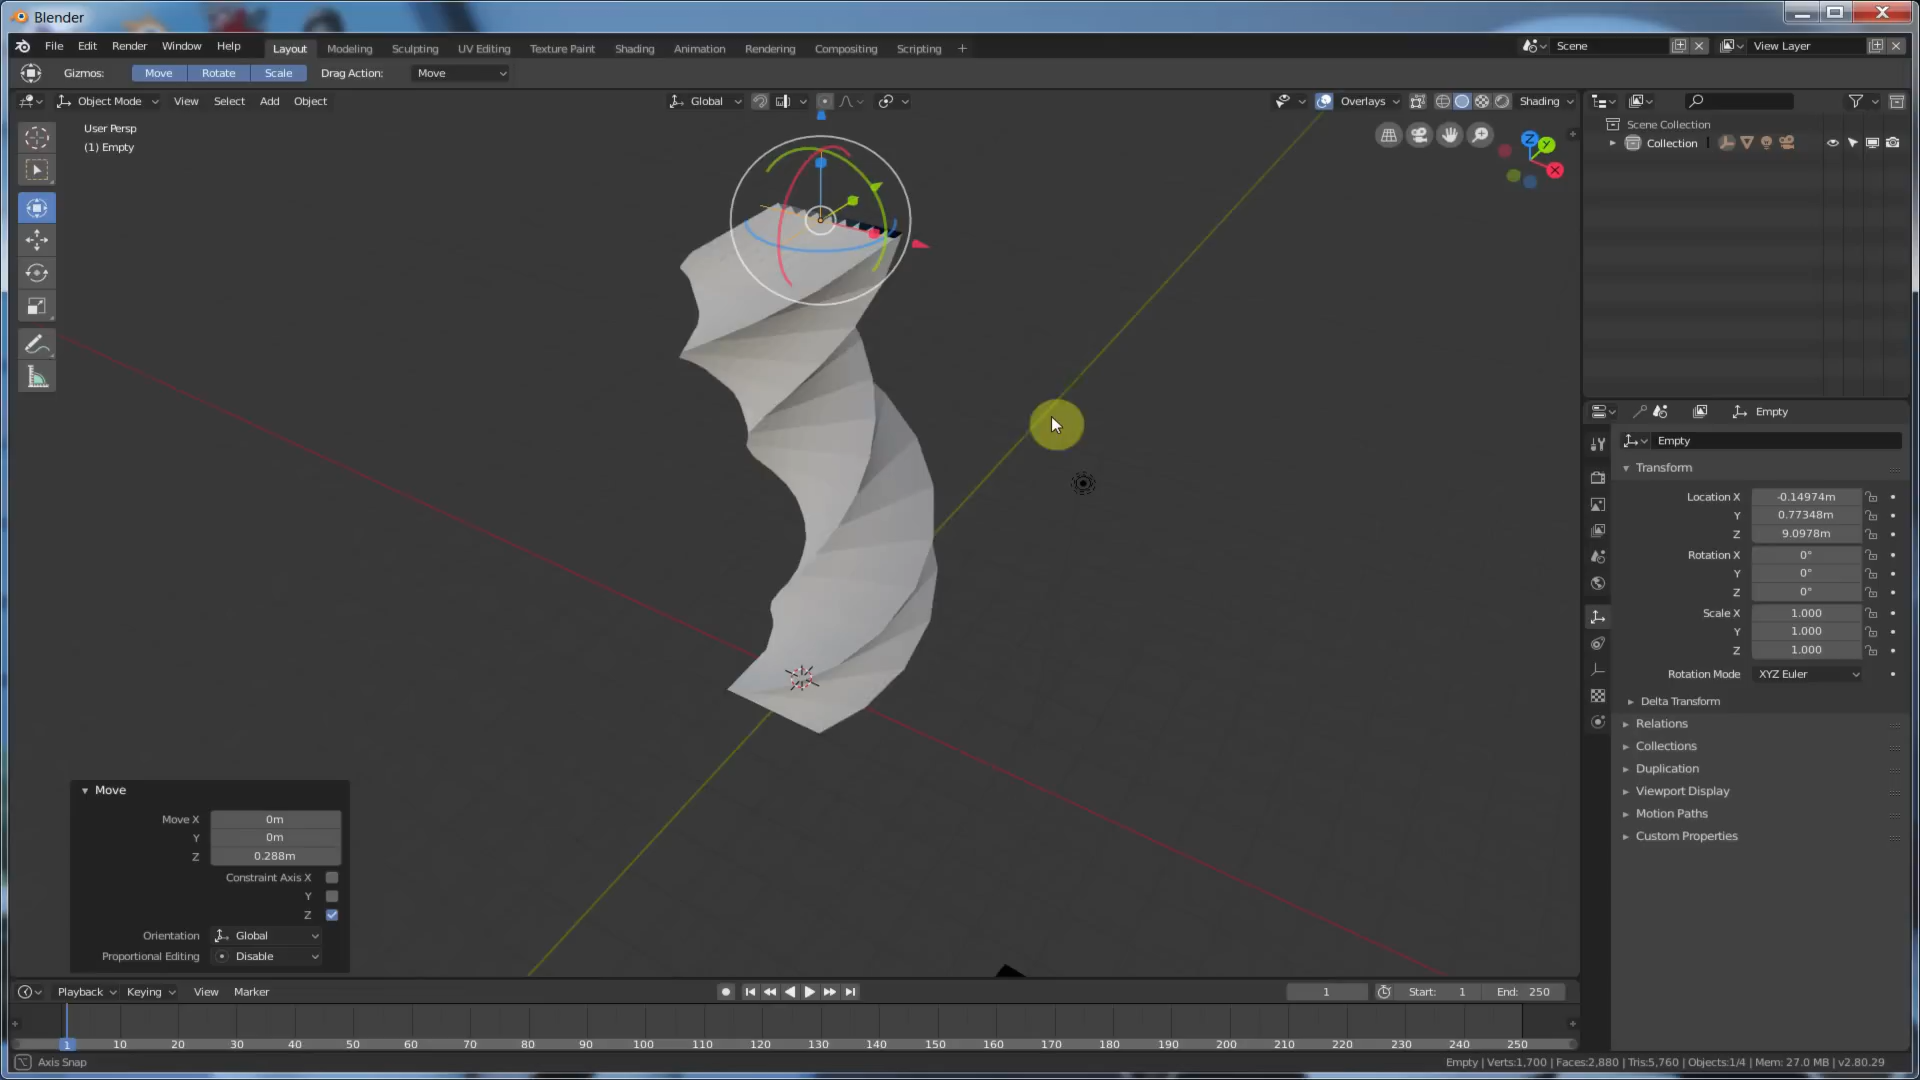 Blender
File Edit Render Window Help Layout Modeling Sculpting UV Editing Texture Paint Shading Animation Rendering Compositing Scripting Scene View Layer
Gizmos: Move Rotate Scale Drag Action: Move
Object Mode View Select Add Object Global Overlays Shading
User Persp
(1) Empty
Z Y X
Scene Collection
Collection
Empty
Empty
Transform
Location X -0.14974m
Y 0.77348m
Z 9.0978m
Rotation X 0°
Y 0°
Z 0°
Scale X 1.000
Y 1.000
Z 1.000
Rotation Mode XYZ Euler
Delta Transform
Relations
Collections
Duplication
Viewport Display
Motion Paths
Custom Properties
Move
Move X 0m
Y 0m
Z 0.288m
Constraint Axis X
Y
Z
Orientation Global
Proportional Editing Disable
Playback Keying View Marker 1 Start: 1 End: 250
1 10 20 30 40 50 60 70 80 90 100 110 120 130 140 150 160 170 180 190 200 210 220 230 240 250
Axis Snap
Empty | Verts:1,700 | Faces:2,880 | Tris:5,760 | Objects:1/4 | Mem: 27.0 MB | v2.80.29